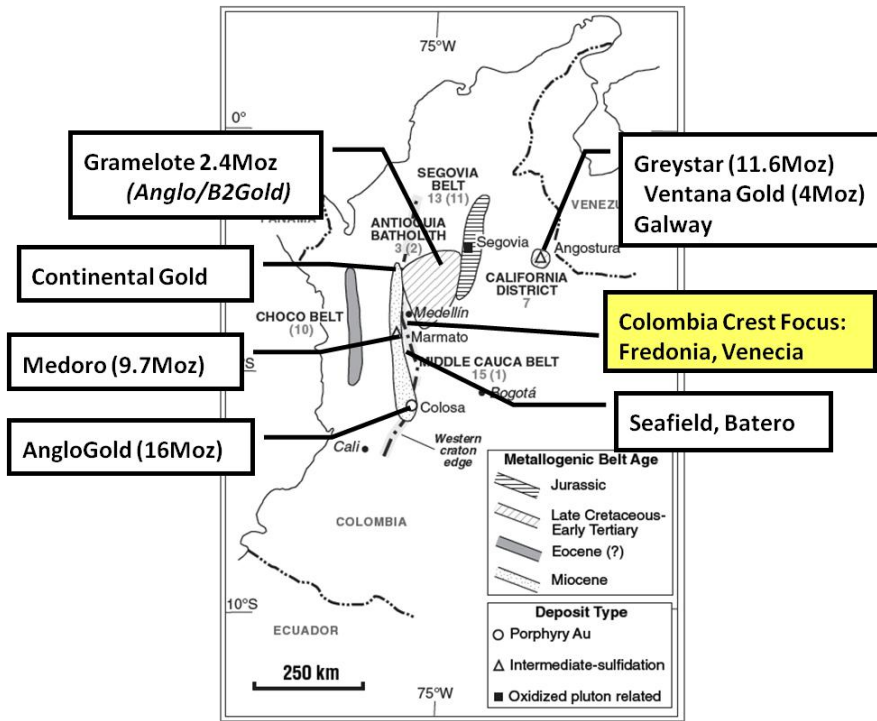 75°W
0°
Gramelote 2.4Moz
(Anglo/B2Gold)
Greystar (11.6Moz)
Ventana Gold (4Moz)
Galway
SEGOVIA
BELT
13 (11)
VENEZU
PANAMA
ANTIOQUIA
BATHOLITH
3 (2)
Segovia
Angostura
Continental Gold
CALIFORNIA
DISTRICT
7
CHOCO BELT
(10)
Medellín
Colombia Crest Focus:
Fredonia, Venecia
Marmato
Medoro (9.7Moz)
S
MIDDLE CAUCA BELT
15 (1)
Bogotá
Colosa
Seafield, Batero
AngloGold (16Moz)
Cali
Western
craton
edge
Metallogenic Belt Age
Jurassic
Late Cretaceous-
Early Tertiary
Eocene (?)
Miocene
COLOMBIA
10°S
Deposit Type
Porphyry Au
Intermediate-sulfidation
Oxidized pluton related
ECUADOR
250 km
75°W